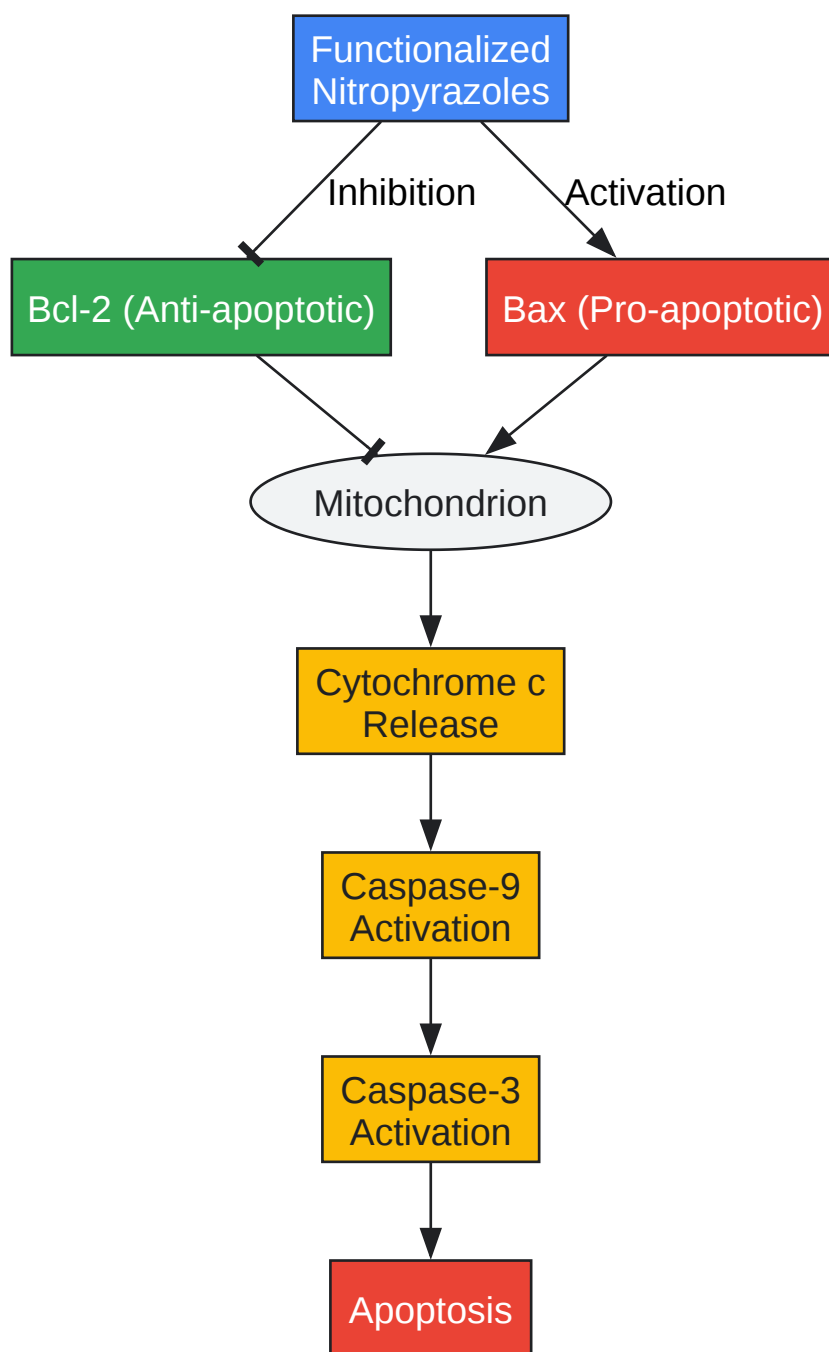 Functionalized
Nitropyrazoles
Inhibition
Activation
Bcl-2 (Anti-apoptotic)
Bax (Pro-apoptotic)
Mitochondrion
Cytochrome c
Release
Caspase-9
Activation
Caspase-3
Activation
Apoptosis